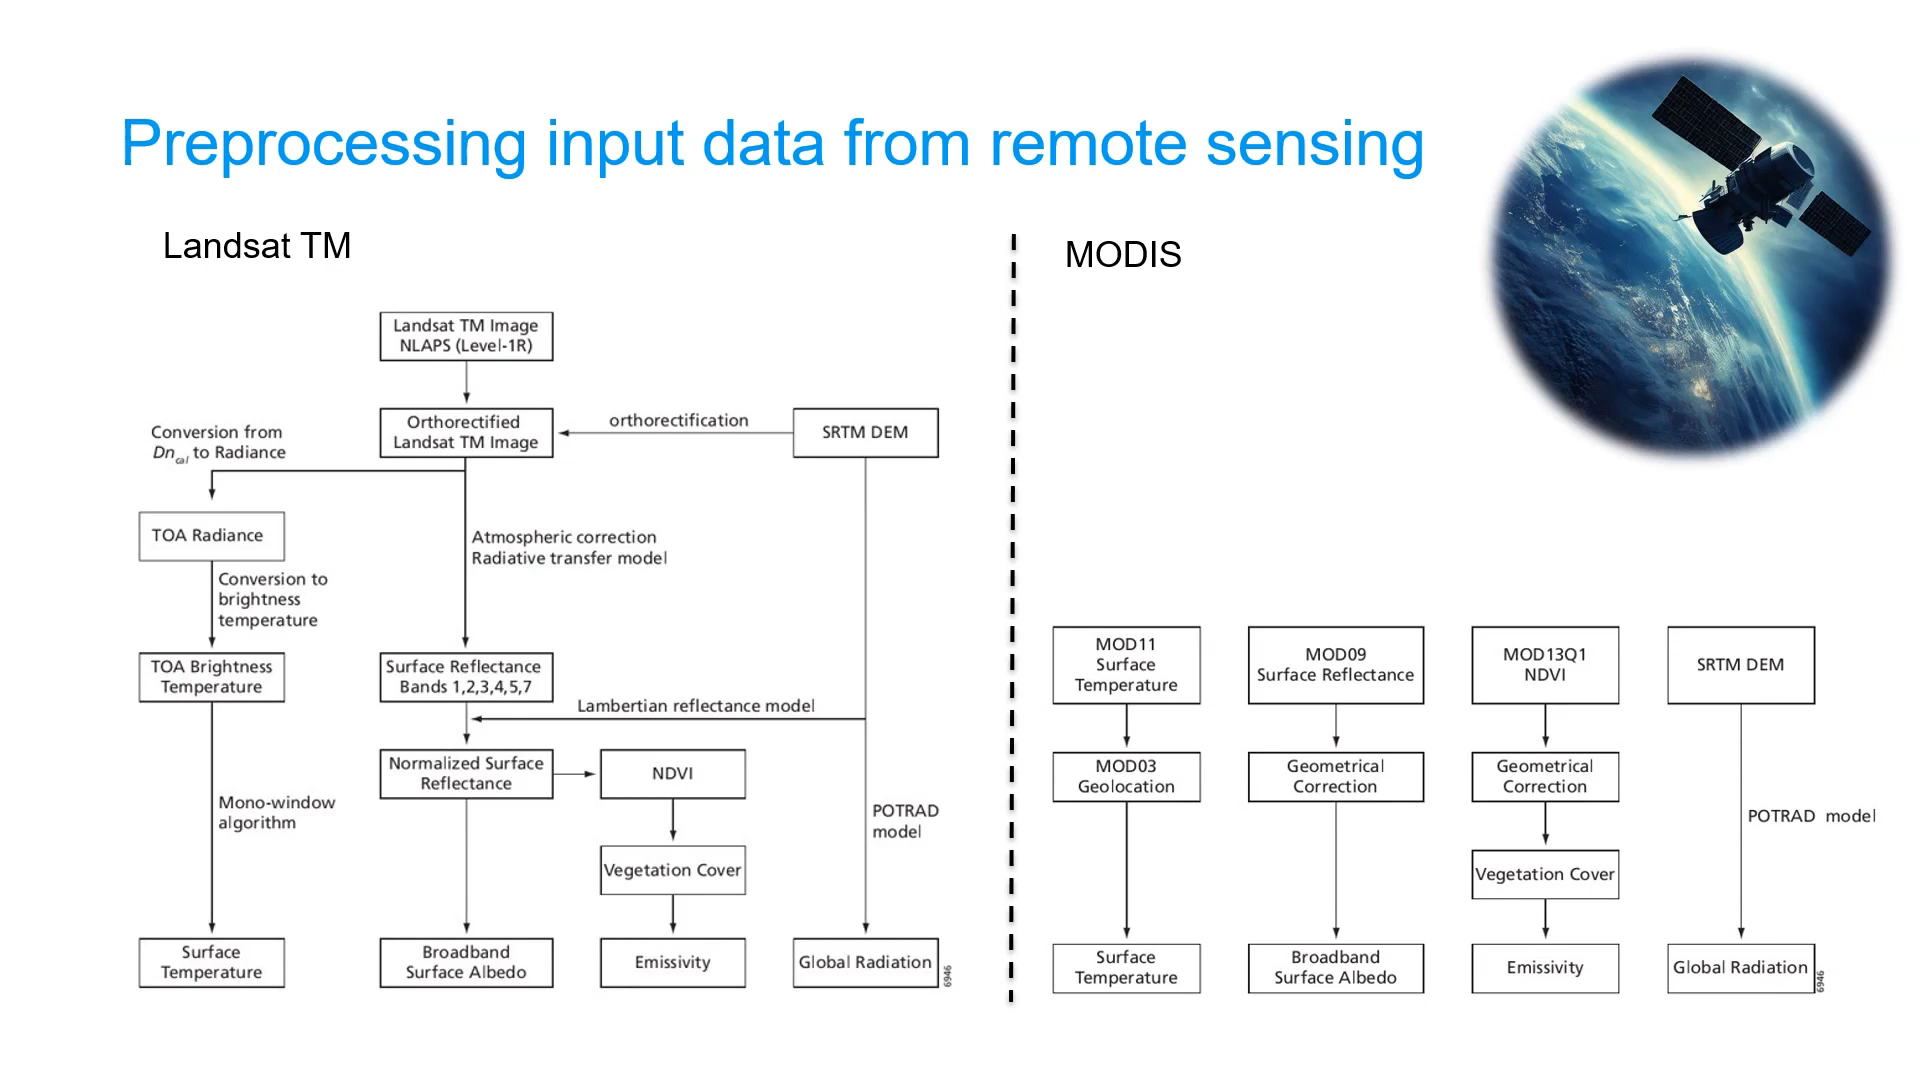 Preprocessing input data from remote sensing
Landsat TM
Landsat TM Image
NLAPS (Level-1R)
Orthorectified
Landsat TM Image
orthorectification
SRTM DEM
Conversion from
Dncal to Radiance
TOA Radiance
Atmospheric correction
Radiative transfer model
Conversion to
brightness
temperature
TOA Brightness
Temperature
Surface Reflectance
Bands 1,2,3,4,5,7
Lambertian reflectance model
Normalized Surface
Reflectance
NDVI
Mono-window
algorithm
POTRAD
model
Vegetation Cover
Surface
Temperature
Broadband
Surface Albedo
Emissivity
Global Radiation
6946
MODIS
MOD11
Surface
Temperature
MOD09
Surface Reflectance
MOD13Q1
NDVI
SRTM DEM
MOD03
Geolocation
Geometrical
Correction
Geometrical
Correction
POTRAD model
Vegetation Cover
Surface
Temperature
Broadband
Surface Albedo
Emissivity
Global Radiation
6946